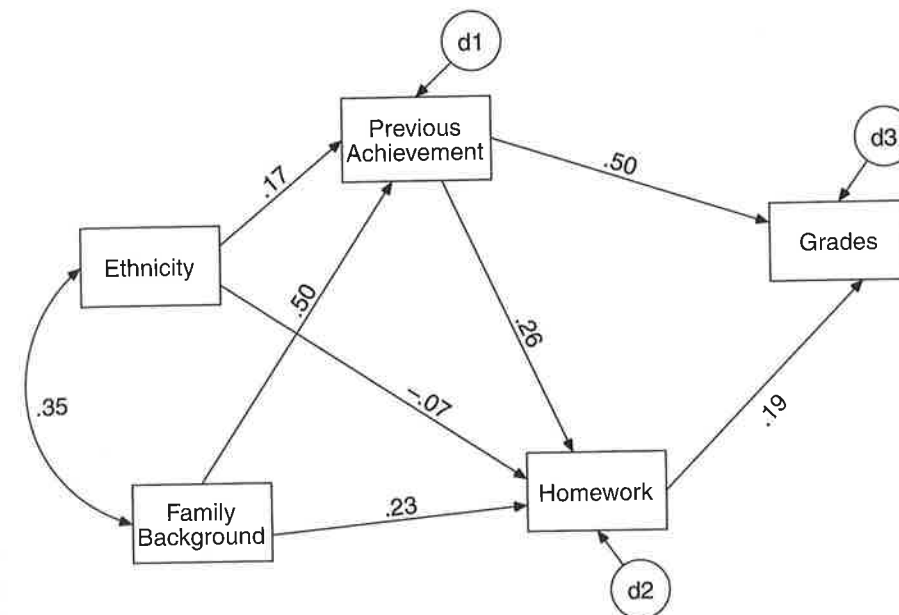 d1
Previous
Achievement
d3
.17
.50
Grades
Ethnicity
.50
.26
.35
–.07
.19
Family
Background
.23
Homework
d2